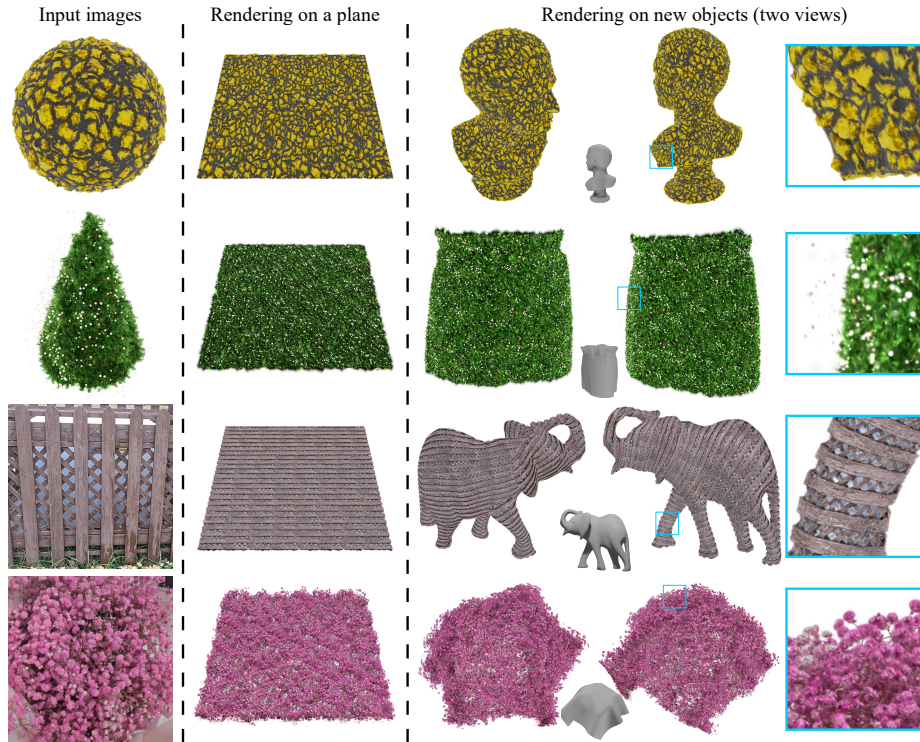 Input images
Rendering on a plane
Rendering on new objects (two views)